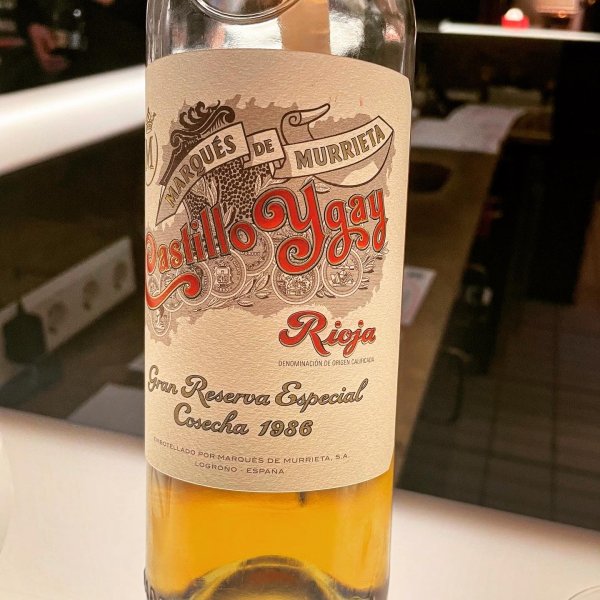 MARQUÉS DE MURRIETA
Castillo Ygay
Rioja
DENOMINACIÓN DE ORIGEN CALIFICADA
Gran Reserva Especial
Cosecha 1986
EMBOTELLADO POR MARQUÉS DE MURRIETA, S.A.
LOGROÑO - ESPAÑA